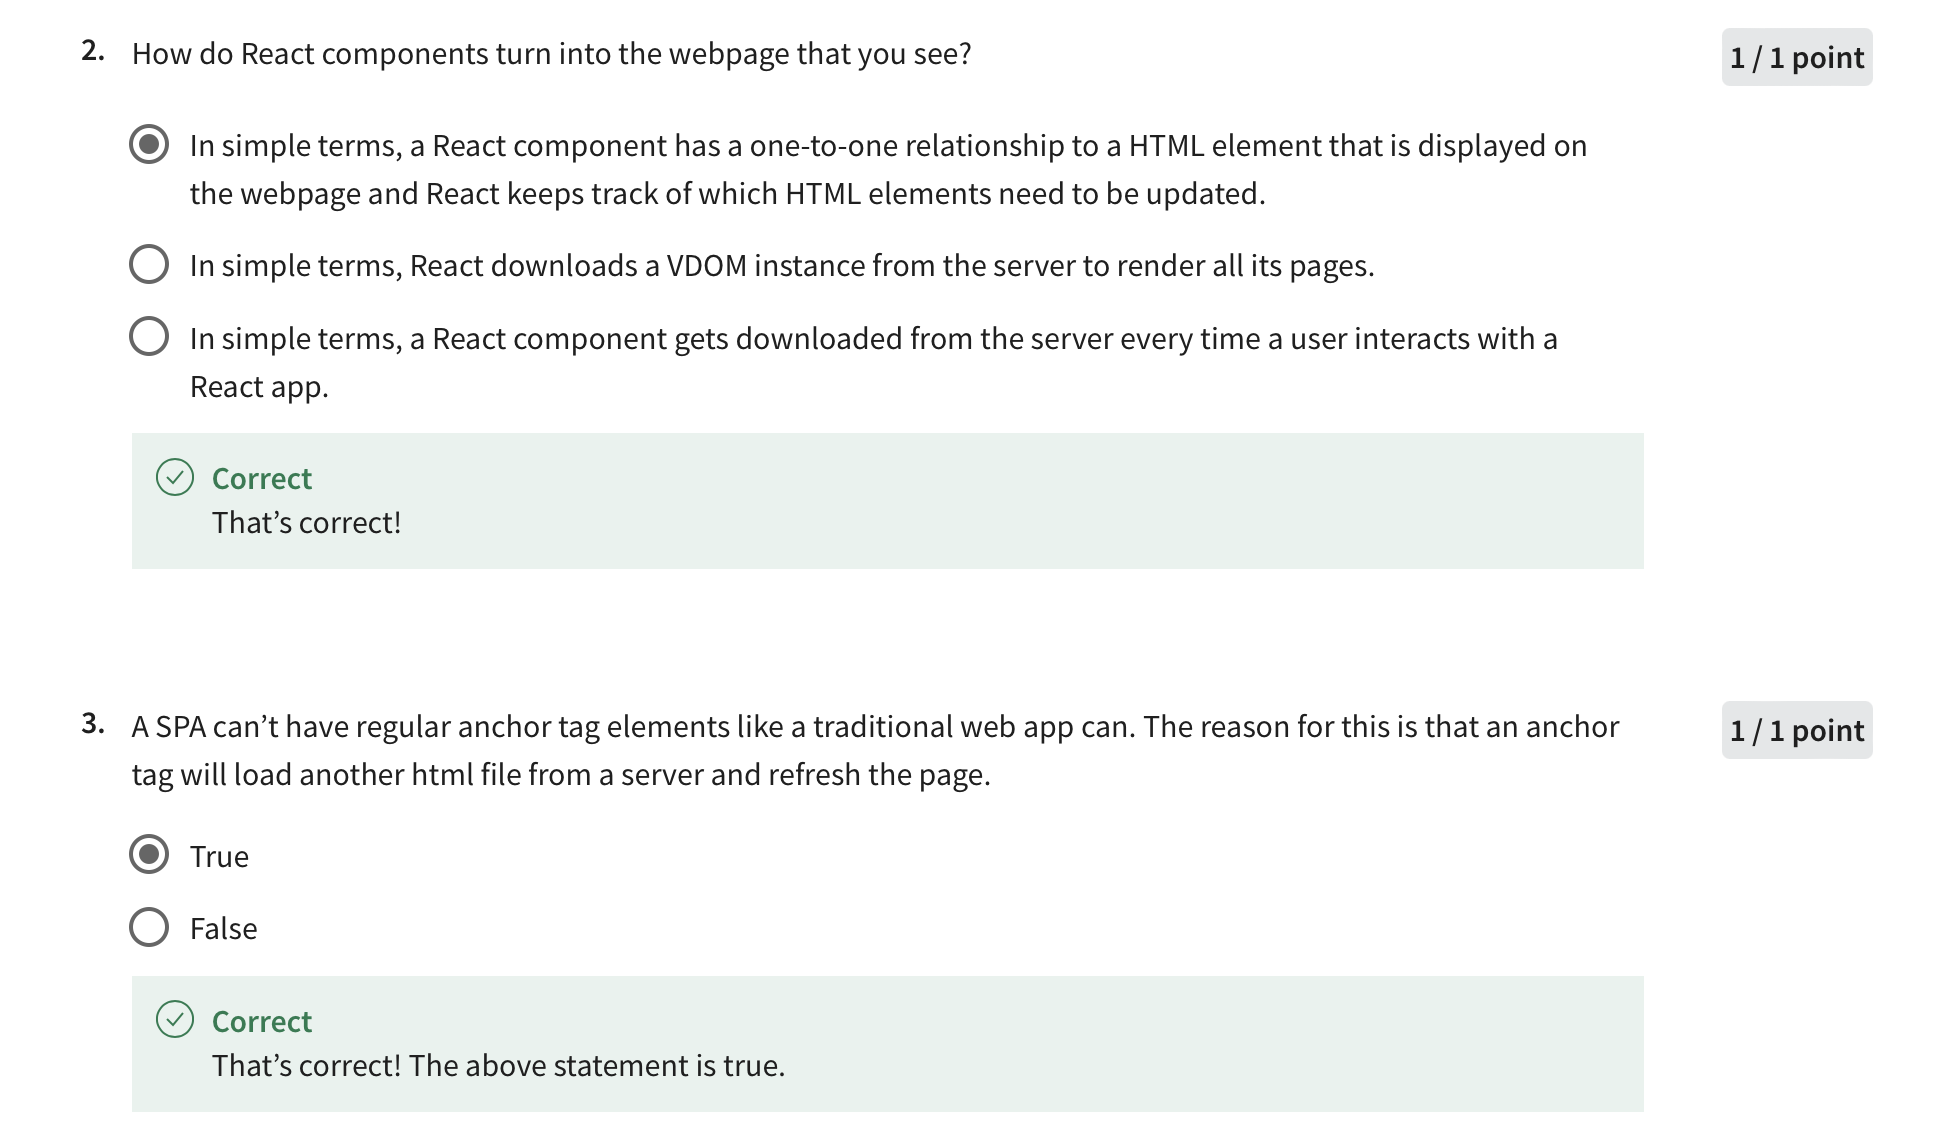 2. How do React components turn into the webpage that you see?
1 / 1 point
In simple terms, a React component has a one-to-one relationship to a HTML element that is displayed on
the webpage and React keeps track of which HTML elements need to be updated.
In simple terms, React downloads a VDOM instance from the server to render all its pages.
In simple terms, a React component gets downloaded from the server every time a user interacts with a
React app.
Correct
That’s correct!
3. A SPA can’t have regular anchor tag elements like a traditional web app can. The reason for this is that an anchor
tag will load another html file from a server and refresh the page.
1 / 1 point
True
False
Correct
That’s correct! The above statement is true.